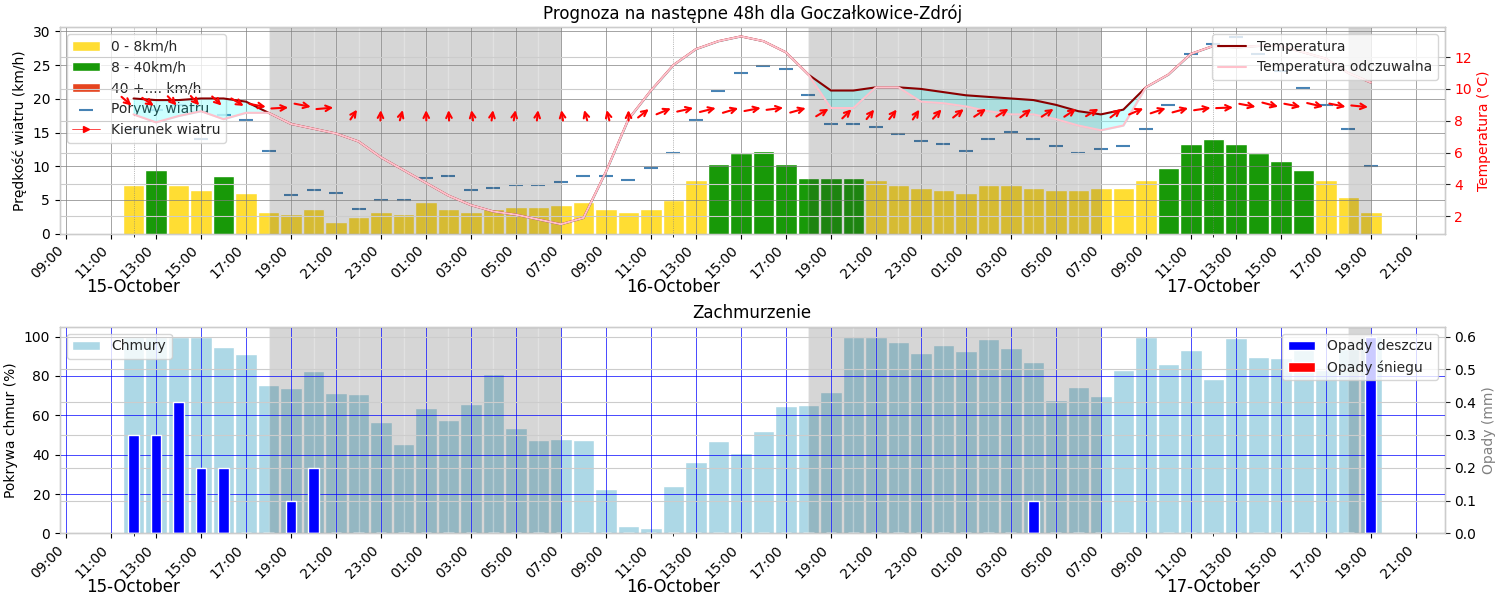 Prognoza na następne 48h dla Goczałkowice-Zdrój
Prędkość wiatru (km/h)
30
25
20
15
10
5
0
0 - 8km/h
8 - 40km/h
40 +.... km/h
Porywy wiatru
Kierunek wiatru
Temperatura
Temperatura odczuwalna
12
10
8
6
4
2
Temperatura (°C)
09:00 11:00 13:00 15:00 17:00 19:00 21:00 23:00 01:00 03:00 05:00 07:00 09:00 11:00 13:00 15:00 17:00 19:00 21:00 23:00 01:00 03:00 05:00 07:00 09:00 11:00 13:00 15:00 17:00 19:00 21:00
15-October 16-October 17-October
Zachmurzenie
Pokrywa chmur (%)
100
80
60
40
20
0
Chmury
Opady deszczu
Opady śniegu
0.6
0.5
0.4
0.3
0.2
0.1
0.0
Opady (mm)
09:00 11:00 13:00 15:00 17:00 19:00 21:00 23:00 01:00 03:00 05:00 07:00 09:00 11:00 13:00 15:00 17:00 19:00 21:00 23:00 01:00 03:00 05:00 07:00 09:00 11:00 13:00 15:00 17:00 19:00 21:00
15-October 16-October 17-October